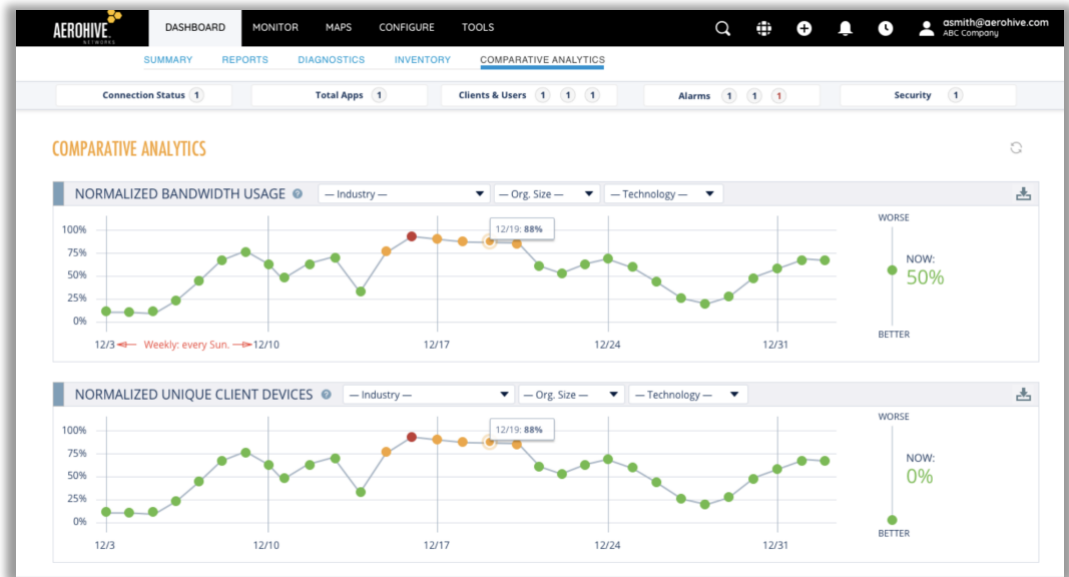 AEROHIVE
NETWORKS
DASHBOARD MONITOR MAPS CONFIGURE TOOLS
asmith@aerohive.com
ABC Company
SUMMARY REPORTS DIAGNOSTICS INVENTORY COMPARATIVE ANALYTICS
Connection Status 1 Total Apps 1 Clients & Users 1 1 1 Alarms 1 1 1 Security 1
COMPARATIVE ANALYTICS
NORMALIZED BANDWIDTH USAGE ? — Industry — — Org. Size — — Technology —
WORSE
100%
75%
50%
25%
0%
12/19: 88%
NOW:
50%
BETTER
12/3 Weekly: every Sun. 12/10 12/17 12/24 12/31
NORMALIZED UNIQUE CLIENT DEVICES ? — Industry — — Org. Size — — Technology —
WORSE
100%
75%
50%
25%
0%
12/19: 88%
NOW:
0%
BETTER
12/3 12/10 12/17 12/24 12/31